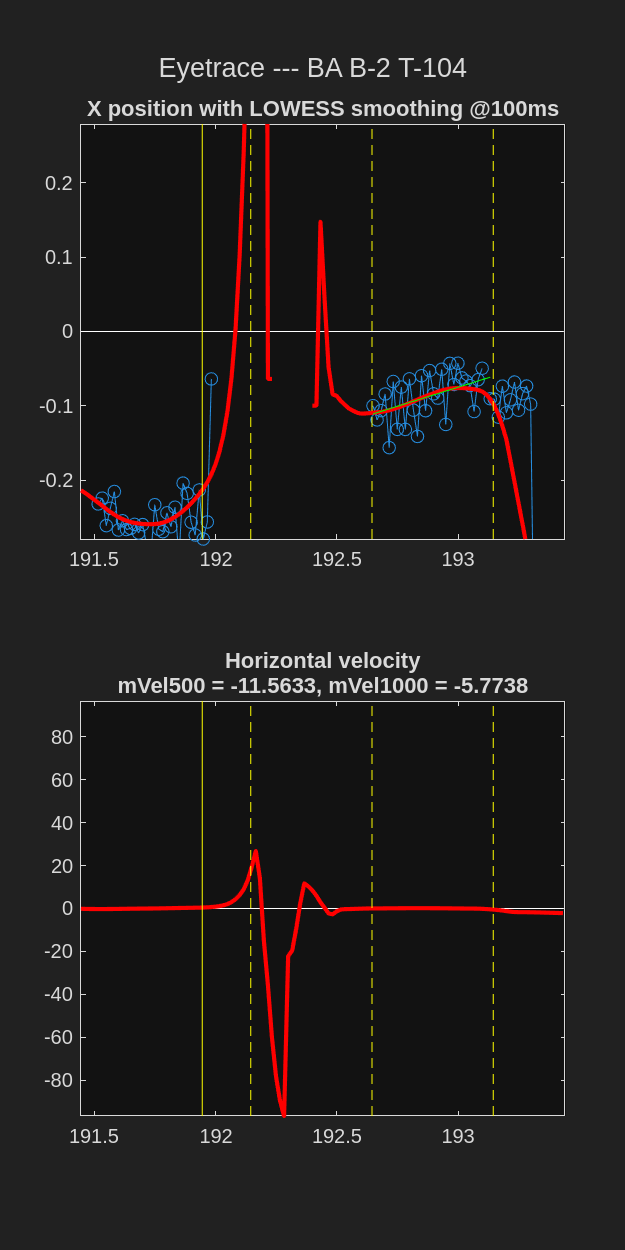 Eyetrace --- BA B-2 T-104
X position with LOWESS smoothing @100ms
0.2
0.1
0
-0.1
-0.2
191.5 192 192.5 193
Horizontal velocity
mVel500 = -11.5633, mVel1000 = -5.7738
80
60
40
20
0
-20
-40
-60
-80
191.5 192 192.5 193